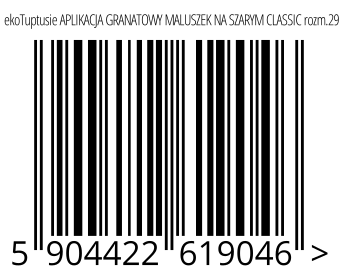 ekoTuptusie APLIKACJA GRANATOWY MALUSZEK NA SZARYM CLASSIC rozm.29
5 904422 619046 >